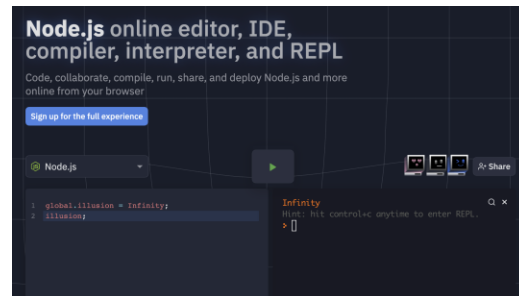 Node.js online editor, IDE,
compiler, interpreter, and REPL
Code, collaborate, compile, run, share, and deploy Node.js and more
online from your browser
Sign up for the full experience
Node.js
Share
1 global.illusion = Infinity;
2 illusion;
Infinity
Hint: hit control+c anytime to enter REPL.
>